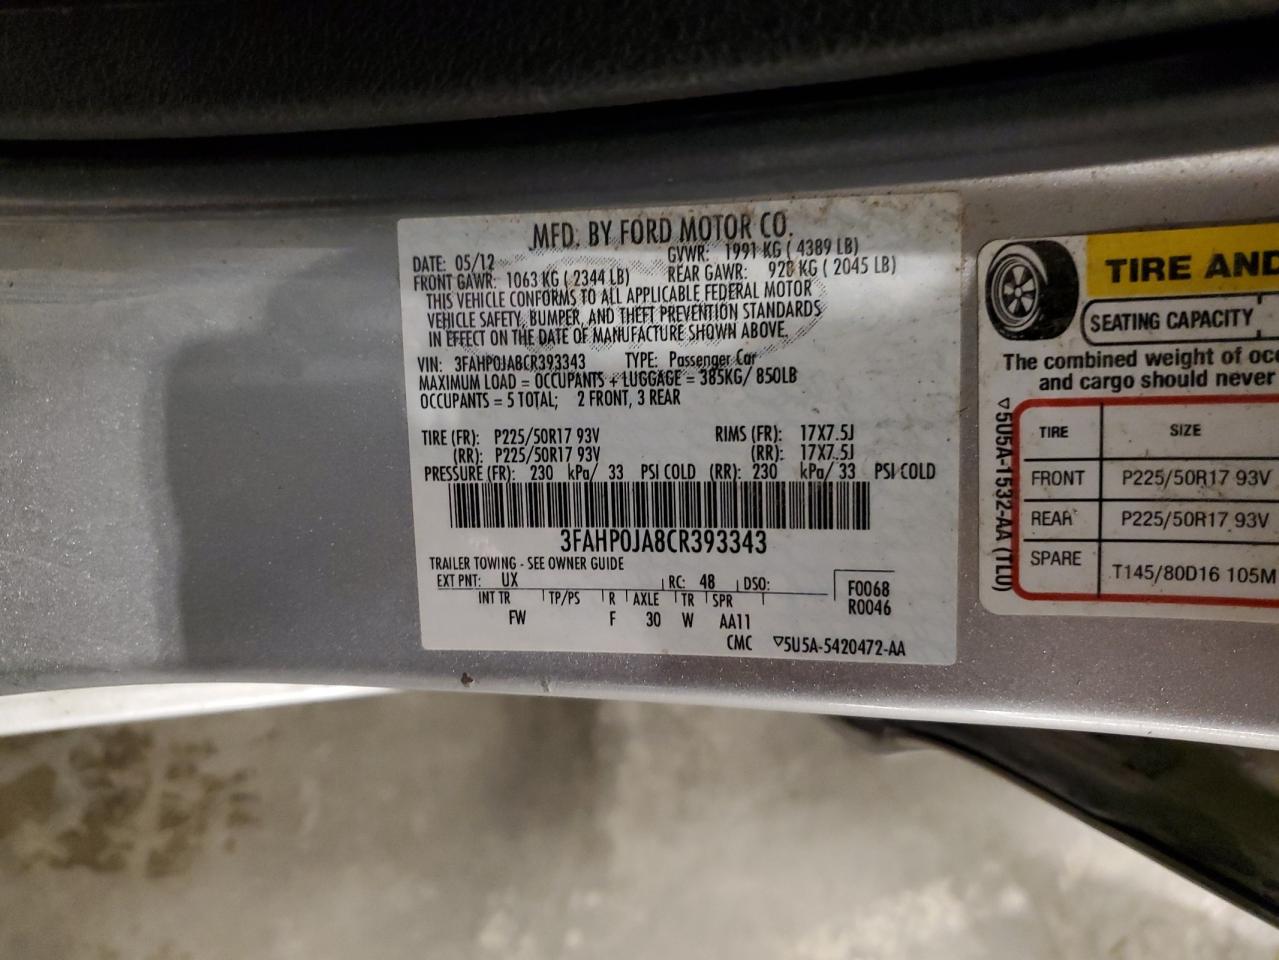 MFD. BY FORD MOTOR CO.
DATE: 05/12 GVWR: 1991 KG ( 4389 LB)
FRONT GAWR: 1063 KG ( 2344 LB) REAR GAWR: 928 KG ( 2045 LB)
THIS VEHICLE CONFORMS TO ALL APPLICABLE FEDERAL MOTOR
VEHICLE SAFETY, BUMPER, AND THEFT PREVENTION STANDARDS
IN EFFECT ON THE DATE OF MANUFACTURE SHOWN ABOVE.
VIN: 3FAHP0JA8CR393343 TYPE: Passenger Car
MAXIMUM LOAD = OCCUPANTS + LUGGAGE = 385KG/ 850LB
OCCUPANTS = 5 TOTAL; 2 FRONT, 3 REAR
TIRE (FR): P225/50R17 93V RIMS (FR): 17X7.5J
(RR): P225/50R17 93V (RR): 17X7.5J
PRESSURE (FR): 230 kPa/ 33 PSI COLD (RR): 230 kPa/ 33 PSI COLD
3FAHP0JA8CR393343
TRAILER TOWING - SEE OWNER GUIDE
EXT PNT: UX RC: 48 DSO:
INT TR TP/PS R AXLE TR SPR
FW F 30 W AA11
F0068
R0046
CMC ▽5U5A-5420472-AA
TIRE AND
SEATING CAPACITY
The combined weight of occ
and cargo should never
▽5U5A-1532-AA (TL0)
TIRE SIZE
FRONT P225/50R17 93V
REAR P225/50R17 93V
SPARE T145/80D16 105M